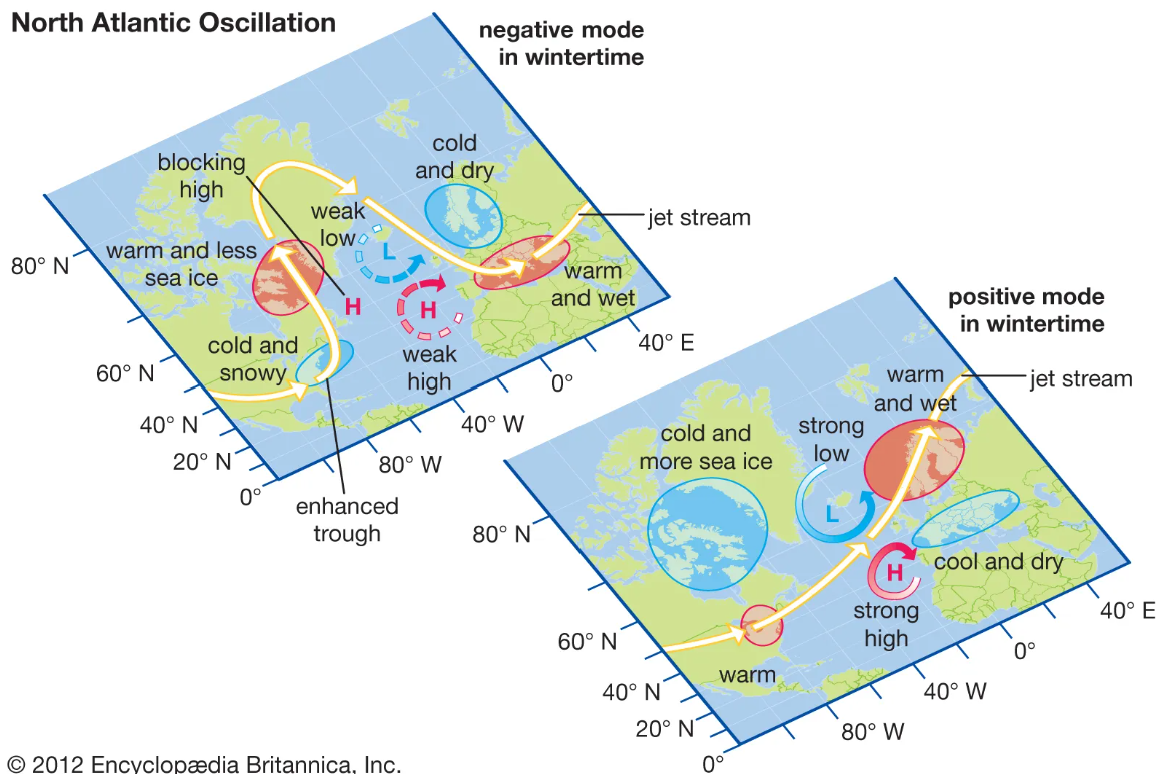 North Atlantic Oscillation
negative mode
in wintertime
cold
and dry
blocking
high
weak
low
L
jet stream
warm and less
sea ice
H
H
warm
and wet
cold and
snowy
weak
high
enhanced
trough
80° N
60° N
40° N
20° N
0°
80° W
40° W
0°
40° E
positive mode
in wintertime
warm
and wet
jet stream
cold and
more sea ice
strong
low
L
H
cool and dry
strong
high
warm
80° N
60° N
40° N
20° N
0°
80° W
40° W
0°
40° E
© 2012 Encyclopædia Britannica, Inc.